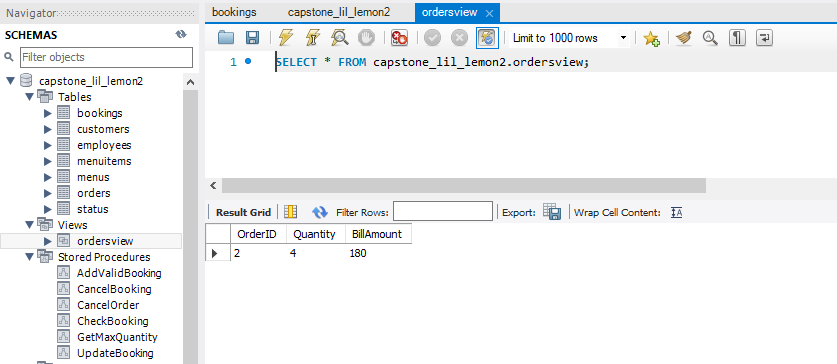 Navigator
SCHEMAS
Filter objects
capstone_lil_lemon2
Tables
bookings
customers
employees
menuitems
menus
orders
status
Views
ordersview
Stored Procedures
AddValidBooking
CancelBooking
CancelOrder
CheckBooking
GetMaxQuantity
UpdateBooking
bookings capstone_lil_lemon2 ordersview
Limit to 1000 rows
1 SELECT * FROM capstone_lil_lemon2.ordersview;
Result Grid Filter Rows: Export: Wrap Cell Content:
OrderID Quantity BillAmount
2 4 180